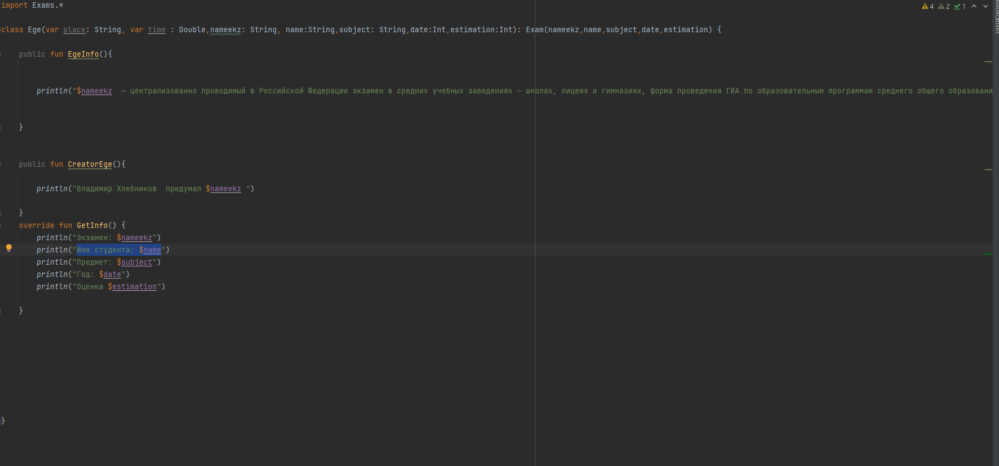 import Exams.*
4 2 1
Notifications
class Ege(var place: String, var time : Double,nameekz: String, name:String,subject: String,date:Int,estimation:Int): Exam(nameekz,name,subject,date,estimation) {
public fun EgeInfo(){
println("$nameekz  — централизованно проводимый в Российской Федерации экзамен в средних учебных заведениях — школах, лицеях и гимназиях, форма проведения ГИА по образовательным программам среднего общего образовани
}
public fun CreatorEge(){
println("Владимир Хлебников  придумал $nameekz ")
}
override fun GetInfo() {
println("Экзамен: $nameekz")
println("Имя студента: $name")
println("Предмет: $subject")
println("Год: $date")
println("Оценка $estimation")
}
}